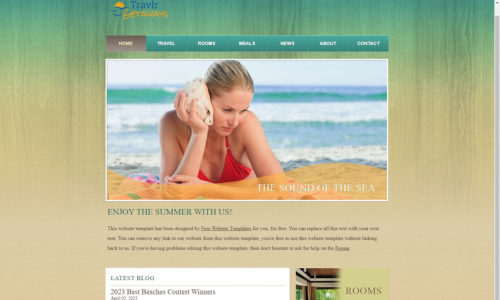 Travlr
Getaways
HOME TRAVEL ROOMS MEALS NEWS ABOUT CONTACT
THE SOUND OF THE SEA
ENJOY THE SUMMER WITH US!
This website template has been designed by Free Website Templates for you, for free. You can replace all this text with your own
text. You can remove any link to our website from this website template, you're free to use this website template without linking
back to us. If you're having problems editing this website template, then don't hesitate to ask for help on the Forum.
LATEST BLOG
2023 Best Beaches Contest Winners
April 02, 2023
ROOMS